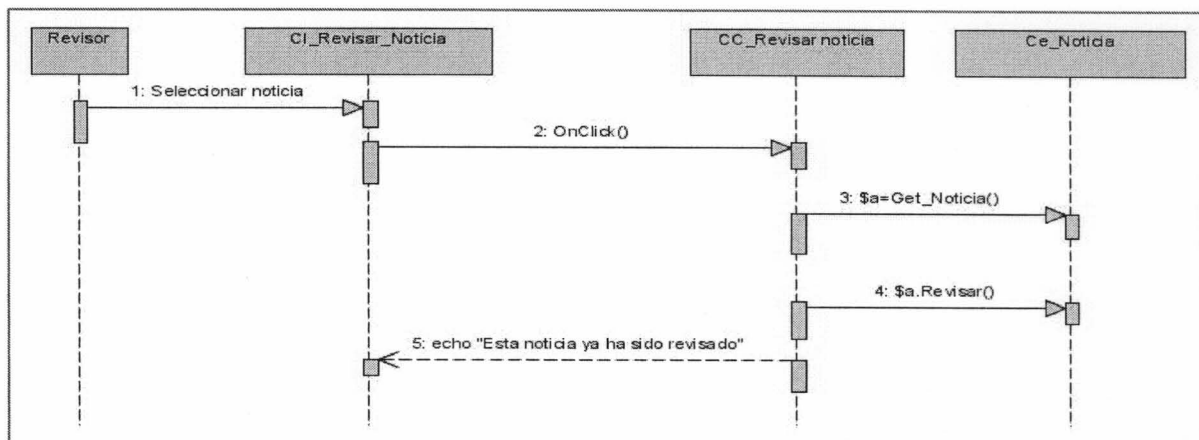 Revisor
CI_Revisar_Noticia
CC_Revisar noticia
Ce_Noticia
1: Seleccionar noticia
2: OnClick()
3: $a=Get_Noticia()
4: $a.Revisar()
5: echo "Esta noticia ya ha sido revisado"